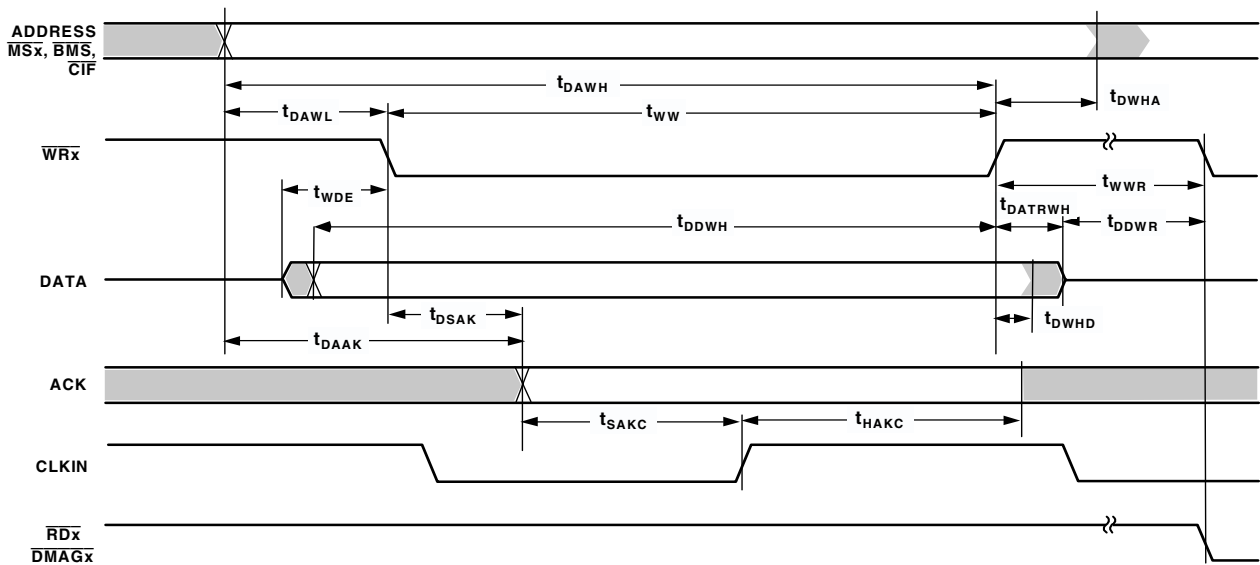 ADDRESS
MSx, BMS,
CIF
tDAWH
tDWHA
tDAWL
tWW
WRx
tWDE
tWWR
tDATRWH
tDDWH
tDDWR
DATA
tDSAK
tDWHD
tDAAK
ACK
tSAKC
tHAKC
CLKIN
RDx
DMAGx